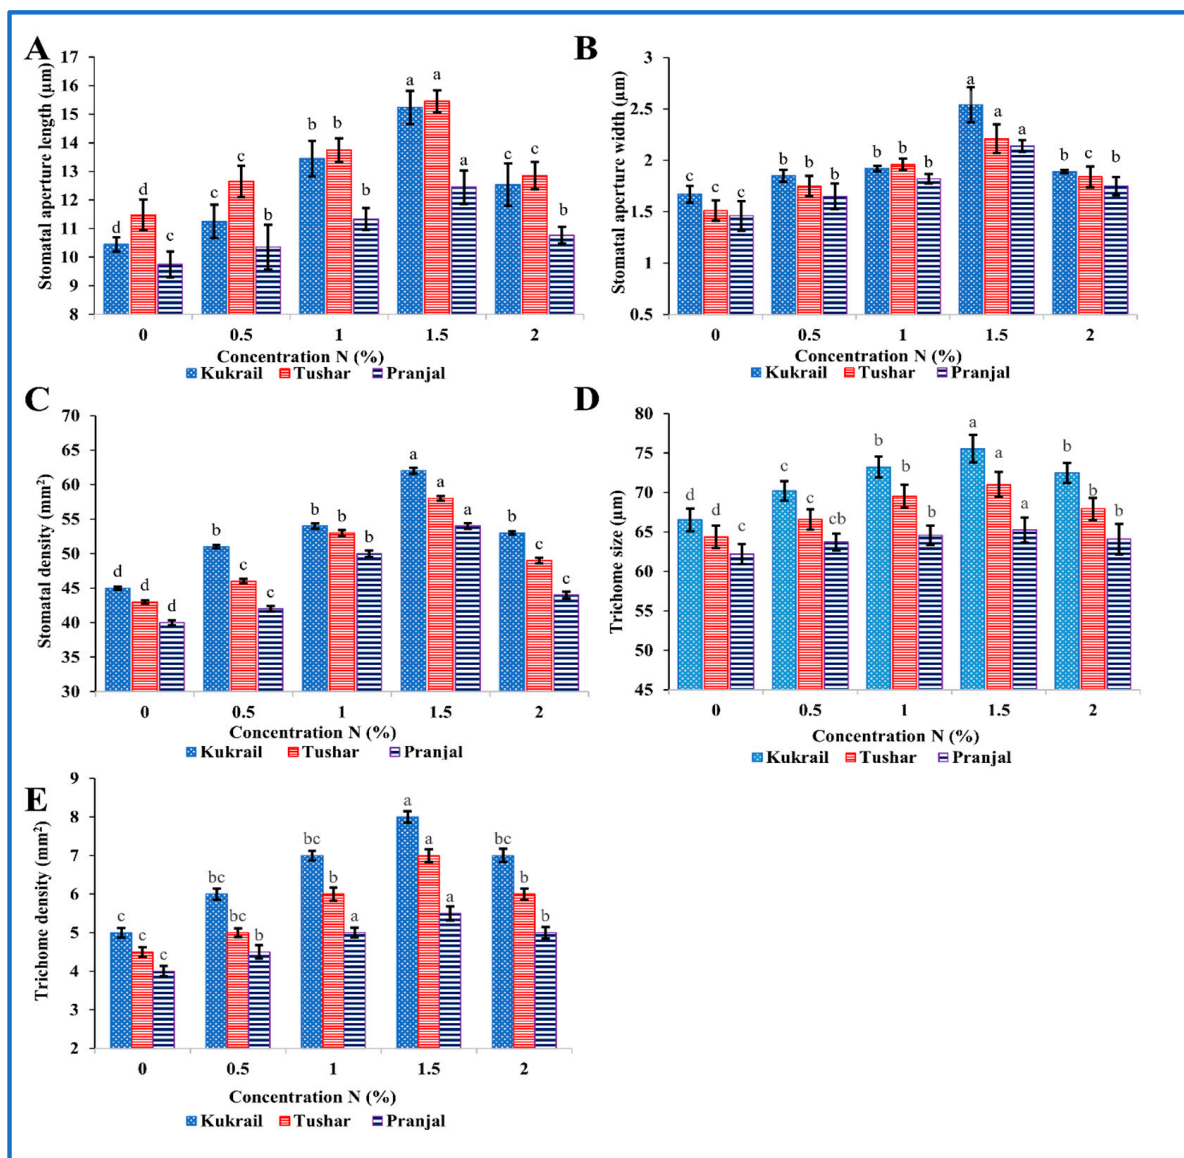 A
Stomatal aperture length (µm)
17
16
15
14
13
12
11
10
9
8
d d c
c c b
b b b
a a a
c c b
0 0.5 1 1.5 2
Concentration N (%)
Kukrail Tushar Pranjal
B
Stomatal aperture width (µm)
3
2.5
2
1.5
1
0.5
c c c
b b b
b b b
a a a
b c b
0 0.5 1 1.5 2
Concentration N (%)
Kukrail Tushar Pranjal
C
Stomatal density (mm²)
70
65
60
55
50
45
40
35
30
d d d
b c c
b b b
a a a
b c c
0 0.5 1 1.5 2
Concentration N (%)
Kukrail Tushar Pranjal
D
Trichome size (µm)
80
75
70
65
60
55
50
45
d d c
c c cb
b b b
a a c
b b b
0 0.5 1 1.5 2
Concentration N (%)
Kukrail Tushar Pranjal
E
Trichome density (mm²)
9
8
7
6
5
4
3
2
c c c
bc bc b
bc b a
a a a
bc b b
0 0.5 1 1.5 2
Concentration N (%)
Kukrail Tushar Pranjal